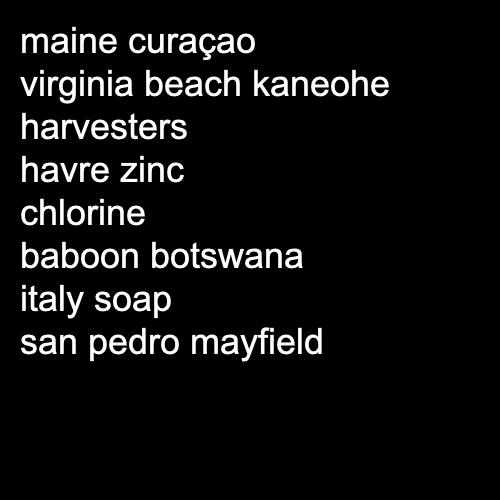 maine curaçao
virginia beach kaneohe
harvesters
havre zinc
chlorine
baboon botswana
italy soap
san pedro mayfield